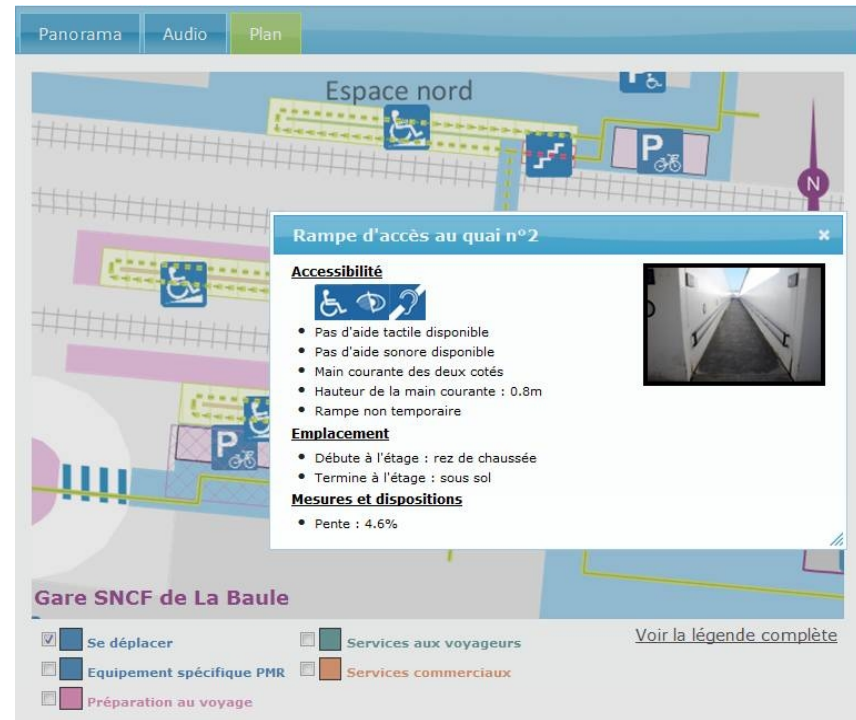 Panorama
Audio
Plan
Espace nord
P
N
Rampe d'accès au quai n°2
×
Accessibilité
• Pas d'aide tactile disponible
• Pas d'aide sonore disponible
• Main courante des deux cotés
• Hauteur de la main courante : 0.8m
• Rampe non temporaire
Emplacement
• Débute à l'étage : rez de chaussée
• Termine à l'étage : sous sol
Mesures et dispositions
• Pente : 4.6%
P
Gare SNCF de La Baule
Se déplacer
Services aux voyageurs
Voir la légende complète
Equipement spécifique PMR
Services commerciaux
Préparation au voyage